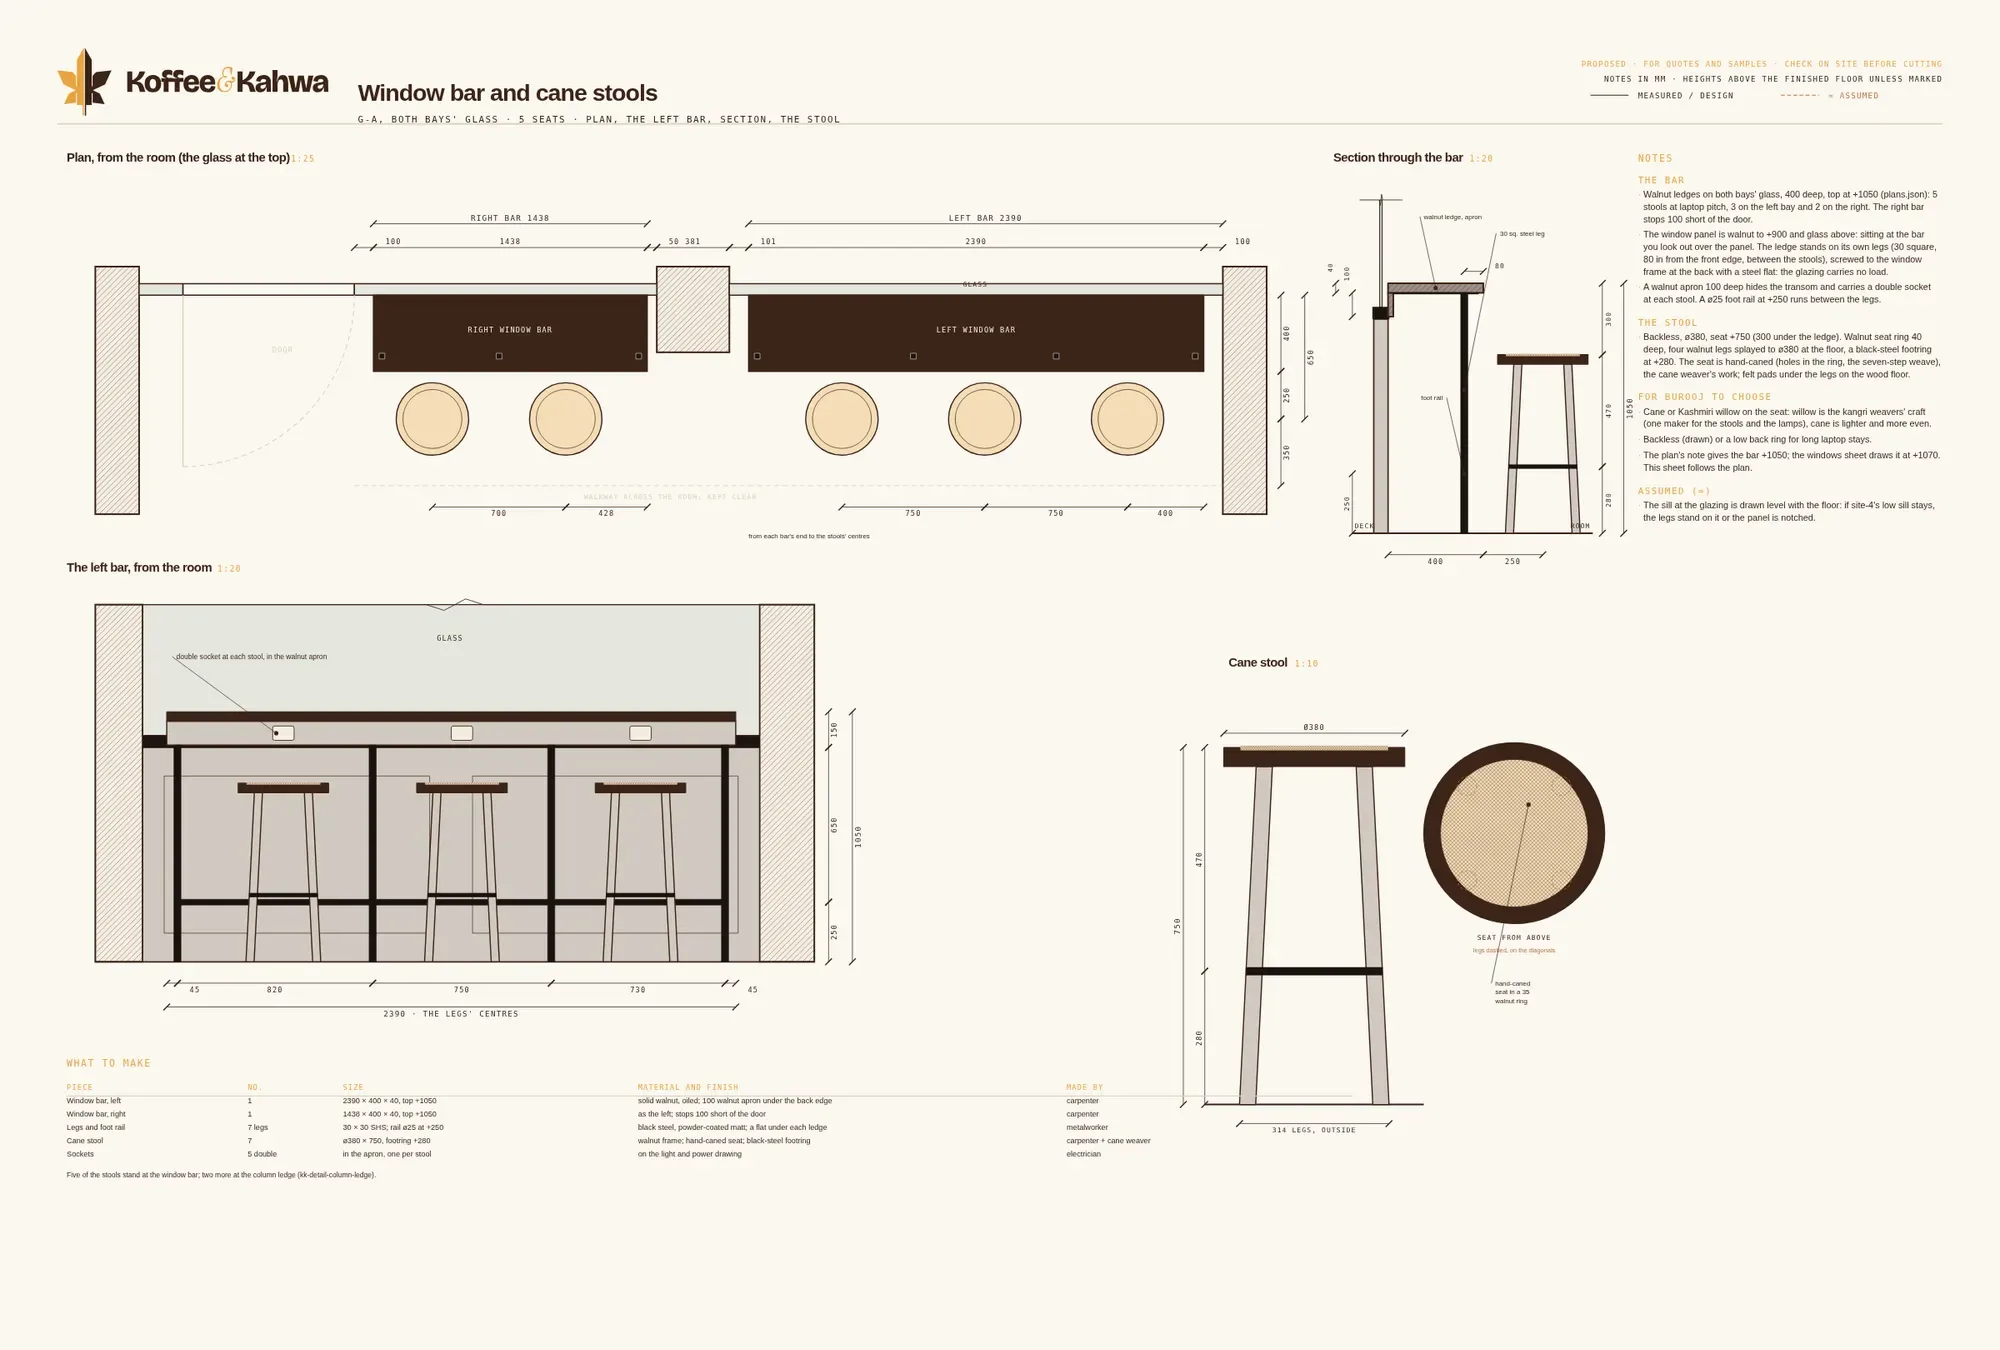 Koffee&Kahwa
Window bar and cane stools
G-A, BOTH BAYS' GLASS · 5 SEATS · PLAN, THE LEFT BAR, SECTION, THE STOOL
PROPOSED · FOR QUOTES AND SAMPLES · CHECK ON SITE BEFORE CUTTING
NOTES IN MM · HEIGHTS ABOVE THE FINISHED FLOOR UNLESS MARKED
MEASURED / DESIGN
≈ ASSUMED
Plan, from the room (the glass at the top) 1:25
RIGHT BAR 1438
LEFT BAR 2390
100
1438
50 381
101
2390
100
GLASS
RIGHT WINDOW BAR
LEFT WINDOW BAR
DOOR
400
650
250
350
WALKWAY ACROSS THE ROOM, KEPT CLEAR
700
428
750
750
400
from each bar's end to the stools' centres
Section through the bar 1:20
walnut ledge, apron
30 sq. steel leg
80
40
100
300
foot rail
470
1050
250
280
DECK
ROOM
400
250
NOTES
THE BAR
Walnut ledges on both bays' glass, 400 deep, top at +1050 (plans.json): 5
stools at laptop pitch, 3 on the left bay and 2 on the right. The right bar
stops 100 short of the door.
The window panel is walnut to +900 and glass above: sitting at the bar
you look out over the panel. The ledge stands on its own legs (30 square,
80 in from the front edge, between the stools), screwed to the window
frame at the back with a steel flat: the glazing carries no load.
A walnut apron 100 deep hides the transom and carries a double socket
at each stool. A ø25 foot rail at +250 runs between the legs.
THE STOOL
Backless, ø380, seat +750 (300 under the ledge). Walnut seat ring 40
deep, four walnut legs splayed to ø380 at the floor, a black-steel footring
at +280. The seat is hand-caned (holes in the ring, the seven-step weave),
the cane weaver's work; felt pads under the legs on the wood floor.
FOR BUROOJ TO CHOOSE
Cane or Kashmiri willow on the seat: willow is the kangri weavers' craft
(one maker for the stools and the lamps), cane is lighter and more even.
Backless (drawn) or a low back ring for long laptop stays.
The plan's note gives the bar +1050; the windows sheet draws it at +1070.
This sheet follows the plan.
ASSUMED (≈)
The sill at the glazing is drawn level with the floor: if site-4's low sill stays,
the legs stand on it or the panel is notched.
The left bar, from the room 1:20
GLASS
double socket at each stool, in the walnut apron
150
650
1050
250
45
820
750
730
45
2390 · THE LEGS' CENTRES
Cane stool 1:10
Ø380
470
750
280
314 LEGS, OUTSIDE
SEAT FROM ABOVE
legs dashed, on the diagonals
hand-caned
seat in a 35
walnut ring
WHAT TO MAKE
PIECE NO. SIZE MATERIAL AND FINISH MADE BY
Window bar, left 1 2390 × 400 × 40, top +1050 solid walnut, oiled; 100 walnut apron under the back edge carpenter
Window bar, right 1 1438 × 400 × 40, top +1050 as the left; stops 100 short of the door carpenter
Legs and foot rail 7 legs 30 × 30 SHS; rail ø25 at +250 black steel, powder-coated matt; a flat under each ledge metalworker
Cane stool 7 ø380 × 750, footring +280 walnut frame; hand-caned seat; black-steel footring carpenter + cane weaver
Sockets 5 double in the apron, one per stool on the light and power drawing electrician
Five of the stools stand at the window bar; two more at the column ledge (kk-detail-column-ledge).